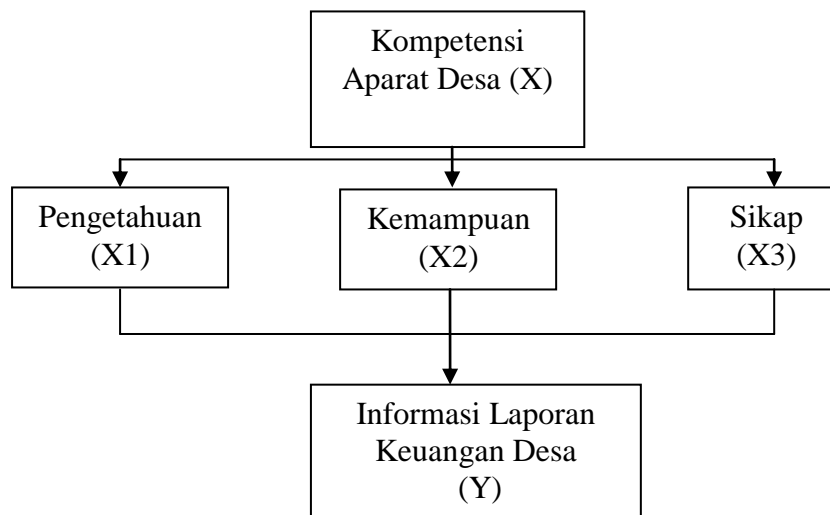 Kompetensi
Aparat Desa (X)
Pengetahuan
(X1)
Kemampuan
(X2)
Sikap
(X3)
Informasi Laporan
Keuangan Desa
(Y)